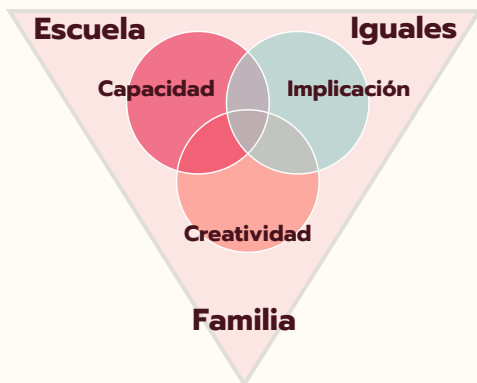 Escuela
Iguales
Capacidad
Implicación
Creatividad
Familia